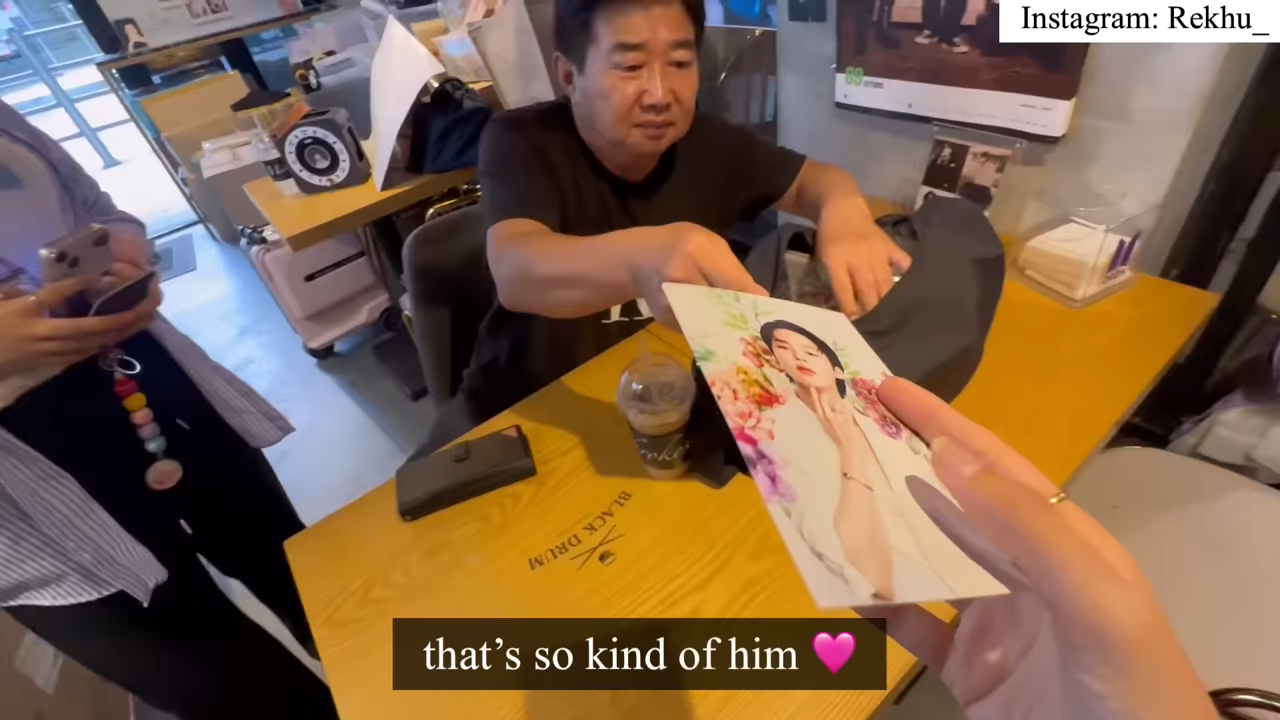 Instagram: Rekhu_
BLACK DRUM
that's so kind of him 🩷